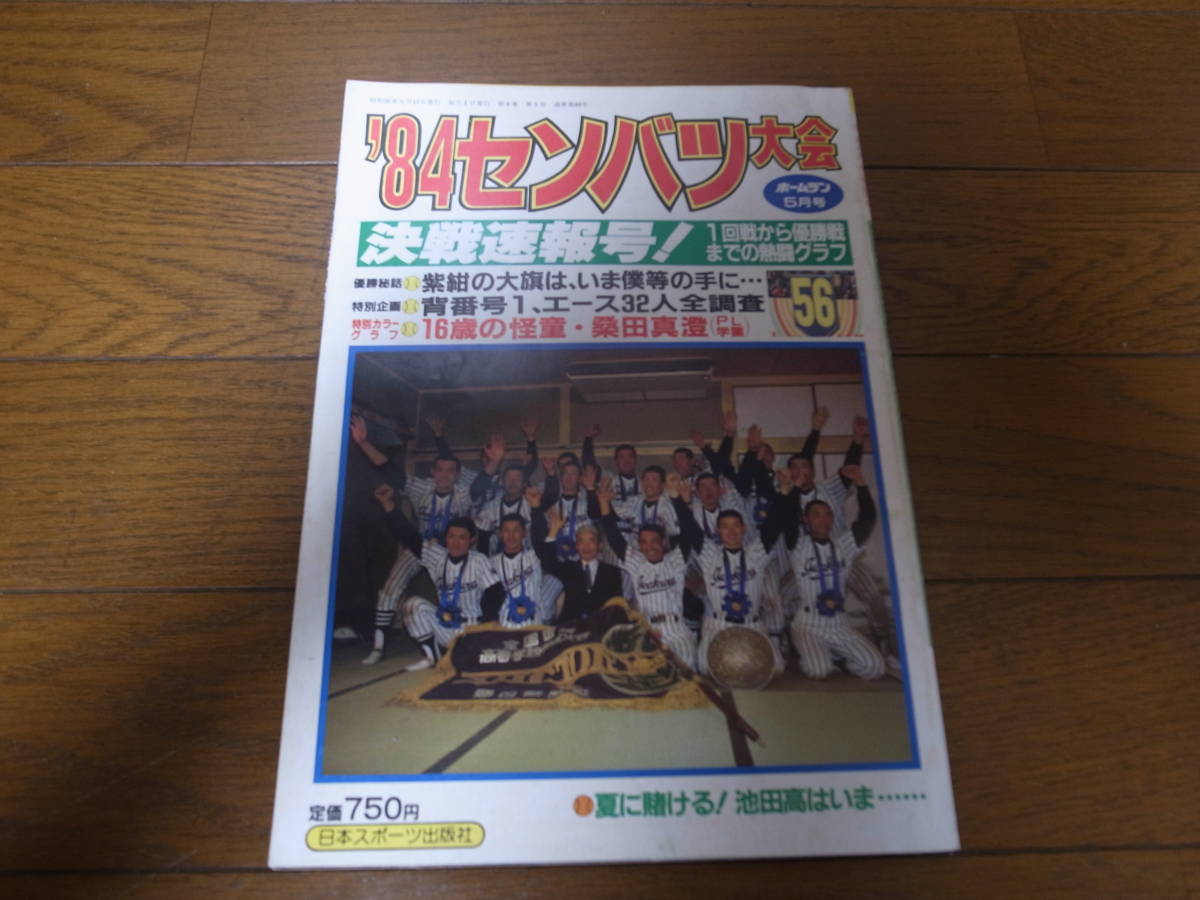 '84センバツ大会
ホームラン
5月号
決戦速報号!
1回戦から優勝戦
までの熱闘グラフ
優勝秘話 紫紺の大旗は、いま僕等の手に…
特別企画 背番号1、エース32人全調査
特別カラーグラフ 16歳の怪童・桑田真澄(PL学園)
56
Iwakura
Iwakura
Iwakura
夏に賭ける! 池田高はいま……
定価750円
日本スポーツ出版社